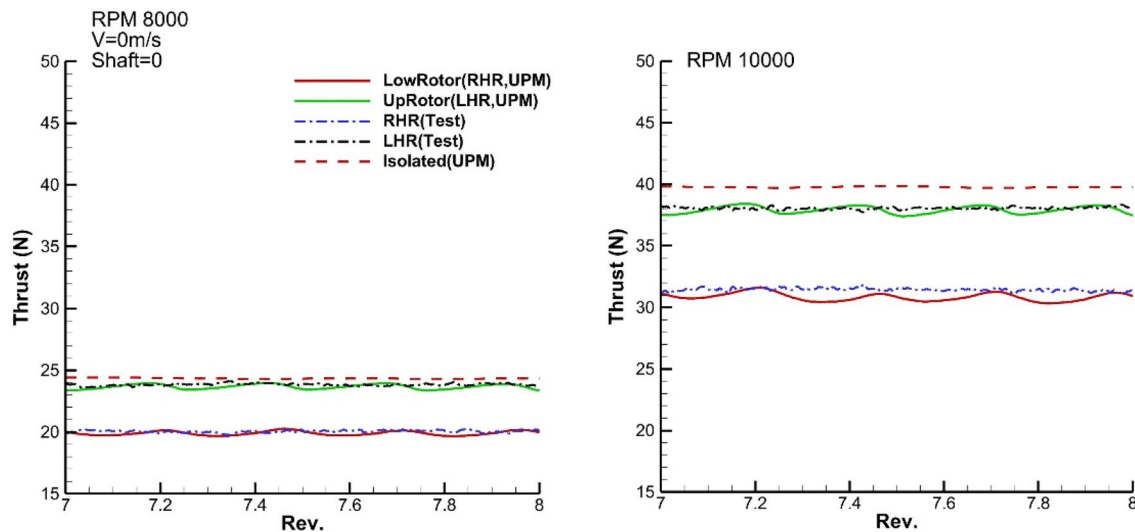 RPM 8000
V=0m/s
Shaft=0
50
45
40
35
30
25
20
15
Thrust (N)
LowRotor(RHR,UPM)
UpRotor(LHR,UPM)
RHR(Test)
LHR(Test)
Isolated(UPM)
7
7.2
7.4
7.6
7.8
8
Rev.
RPM 10000
50
45
40
35
30
25
20
15
Thrust (N)
7
7.2
7.4
7.6
7.8
8
Rev.